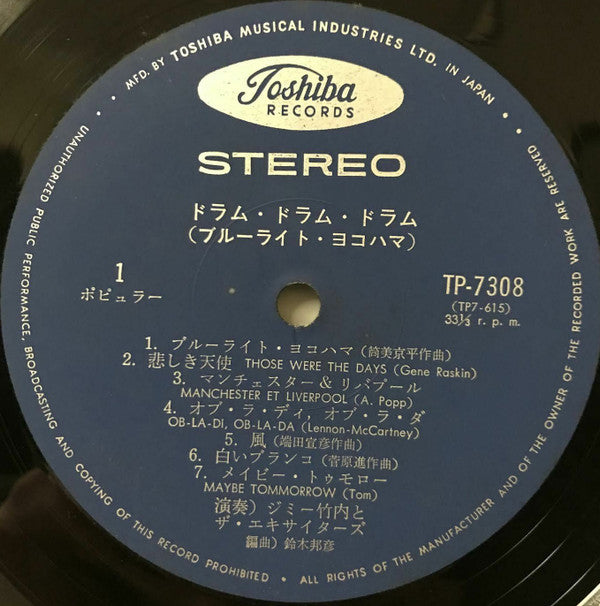 • MFD. BY TOSHIBA MUSICAL INDUSTRIES LTD. IN JAPAN •
Toshiba
RECORDS
STEREO
ドラム・ドラム・ドラム
(ブルーライト・ヨコハマ)
1
ポピュラー
TP-7308
(TP7-615)
33⅓ r. p. m.
1. ブルーライト・ヨコハマ (筒美京平作曲)
2. 悲しき天使 THOSE WERE THE DAYS (Gene Raskin)
3. マンチェスター & リバプール
MANCHESTER ET LIVERPOOL (A. Popp)
4. オブ・ラ・ディ, オブ・ラ・ダ
OB-LA-DI, OB-LA-DA (Lennon-McCartney)
5. 風 (端田宣彦作曲)
6. 白いブランコ (菅原進作曲)
7. メイビー・トゥモロー
MAYBE TOMMORROW (Tom)
演奏) ジミー竹内と
ザ・エキサイターズ
編曲) 鈴木邦彦
UNAUTHORIZED PUBLIC PERFORMANCE, BROADCASTING AND COPYING OF THIS RECORD PROHIBITED • ALL RIGHTS OF THE MANUFACTURER AND OF THE OWNER OF THE RECORDED WORK ARE RESERVED